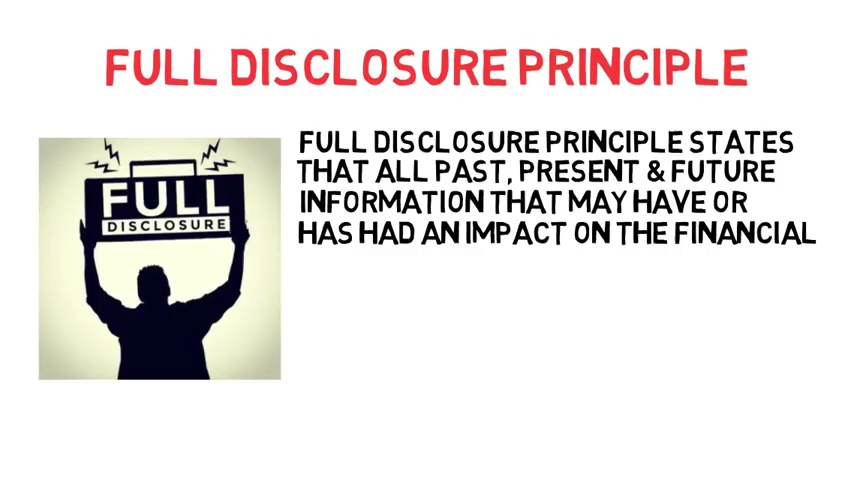 FULL DISCLOSURE PRINCIPLE
FULL
DISCLOSURE
FULL DISCLOSURE PRINCIPLE STATES
THAT ALL PAST, PRESENT & FUTURE
INFORMATION THAT MAY HAVE OR
HAS HAD AN IMPACT ON THE FINANCIAL